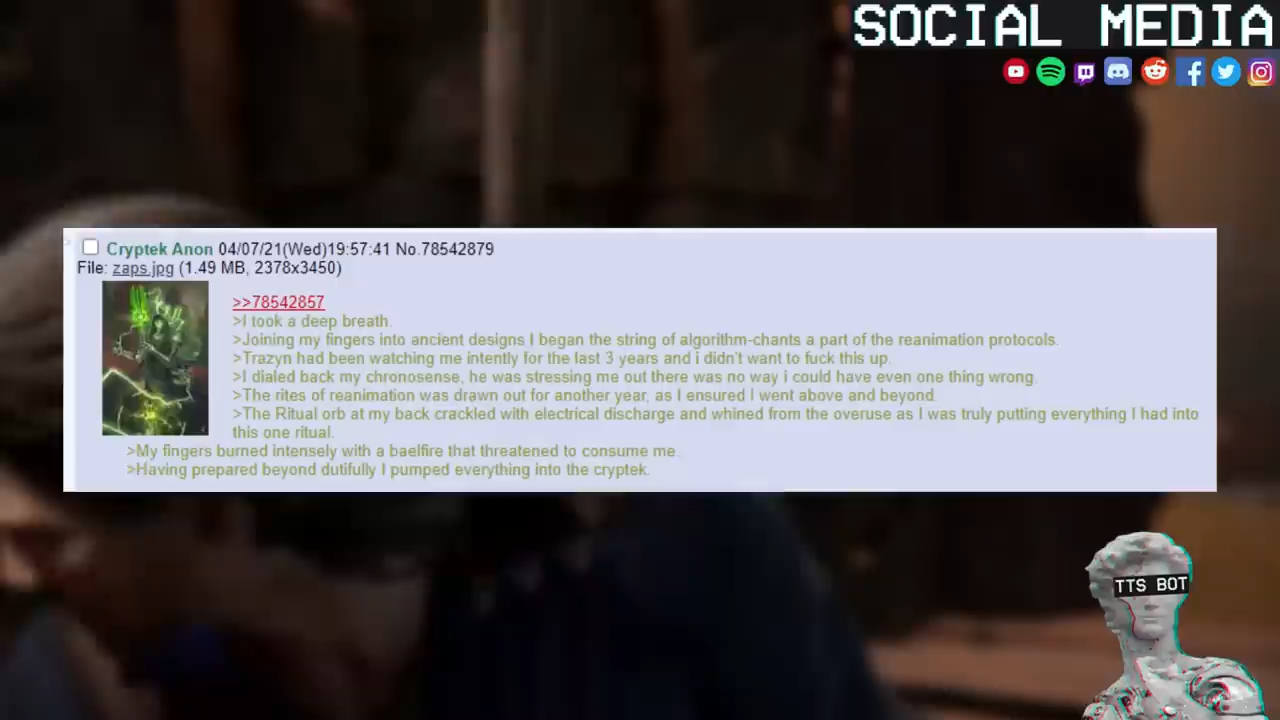 SOCIAL MEDIA
Cryptek Anon 04/07/21(Wed)19:57:41 No.78542879
File: zaps.jpg (1.49 MB, 2378x3450)
>>78542857
>I took a deep breath.
>Joining my fingers into ancient designs I began the string of algorithm-chants a part of the reanimation protocols.
>Trazyn had been watching me intently for the last 3 years and i didn't want to fuck this up.
>I dialed back my chronosense, he was stressing me out there was no way i could have even one thing wrong.
>The rites of reanimation was drawn out for another year, as I ensured I went above and beyond.
>The Ritual orb at my back crackled with electrical discharge and whined from the overuse as I was truly putting everything I had into
this one ritual.
>My fingers burned intensely with a baelfire that threatened to consume me.
>Having prepared beyond dutifully I pumped everything into the cryptek.
TTS BOT